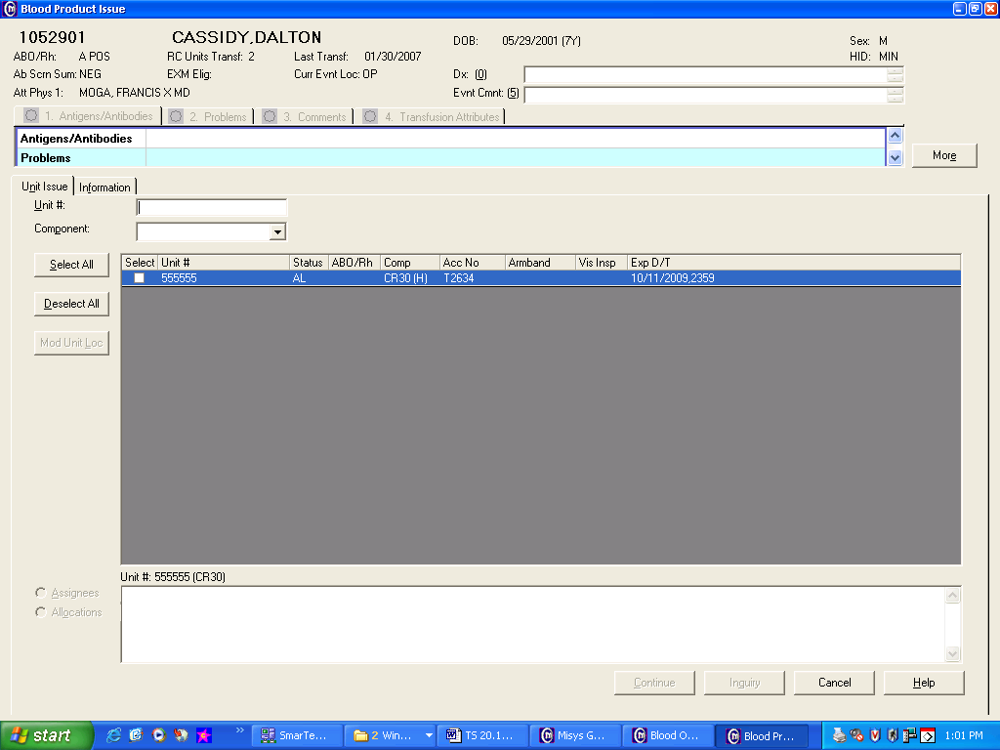 Blood Product Issue
1052901 CASSIDY,DALTON DOB: 05/29/2001 (7Y) Sex: M
ABO/Rh: A POS RC Units Transf: 2 Last Transf: 01/30/2007 HID: MIN
Ab Scrn Sum: NEG EXM Elig: Curr Evnt Loc: OP Dx: (0)
Att Phys 1: MOGA, FRANCIS X MD Evnt Cmnt: (5)
1. Antigens/Antibodies 2. Problems 3. Comments 4. Transfusion Attributes
Antigens/Antibodies
Problems
More
Unit Issue Information
Unit #:
Component:
Select All
Deselect All
Mod Unit Loc
Select Unit # Status ABO/Rh Comp Acc No Armband Vis Insp Exp D/T
555555 AL CR30 (H) T2634 10/11/2009,2359
Unit #: 555555 (CR30)
Assignees
Allocations
Continue Inquiry Cancel Help
start SmarTe... 2 Win... TS 20.1... Misys G... Blood O... Blood Pr... 1:01 PM